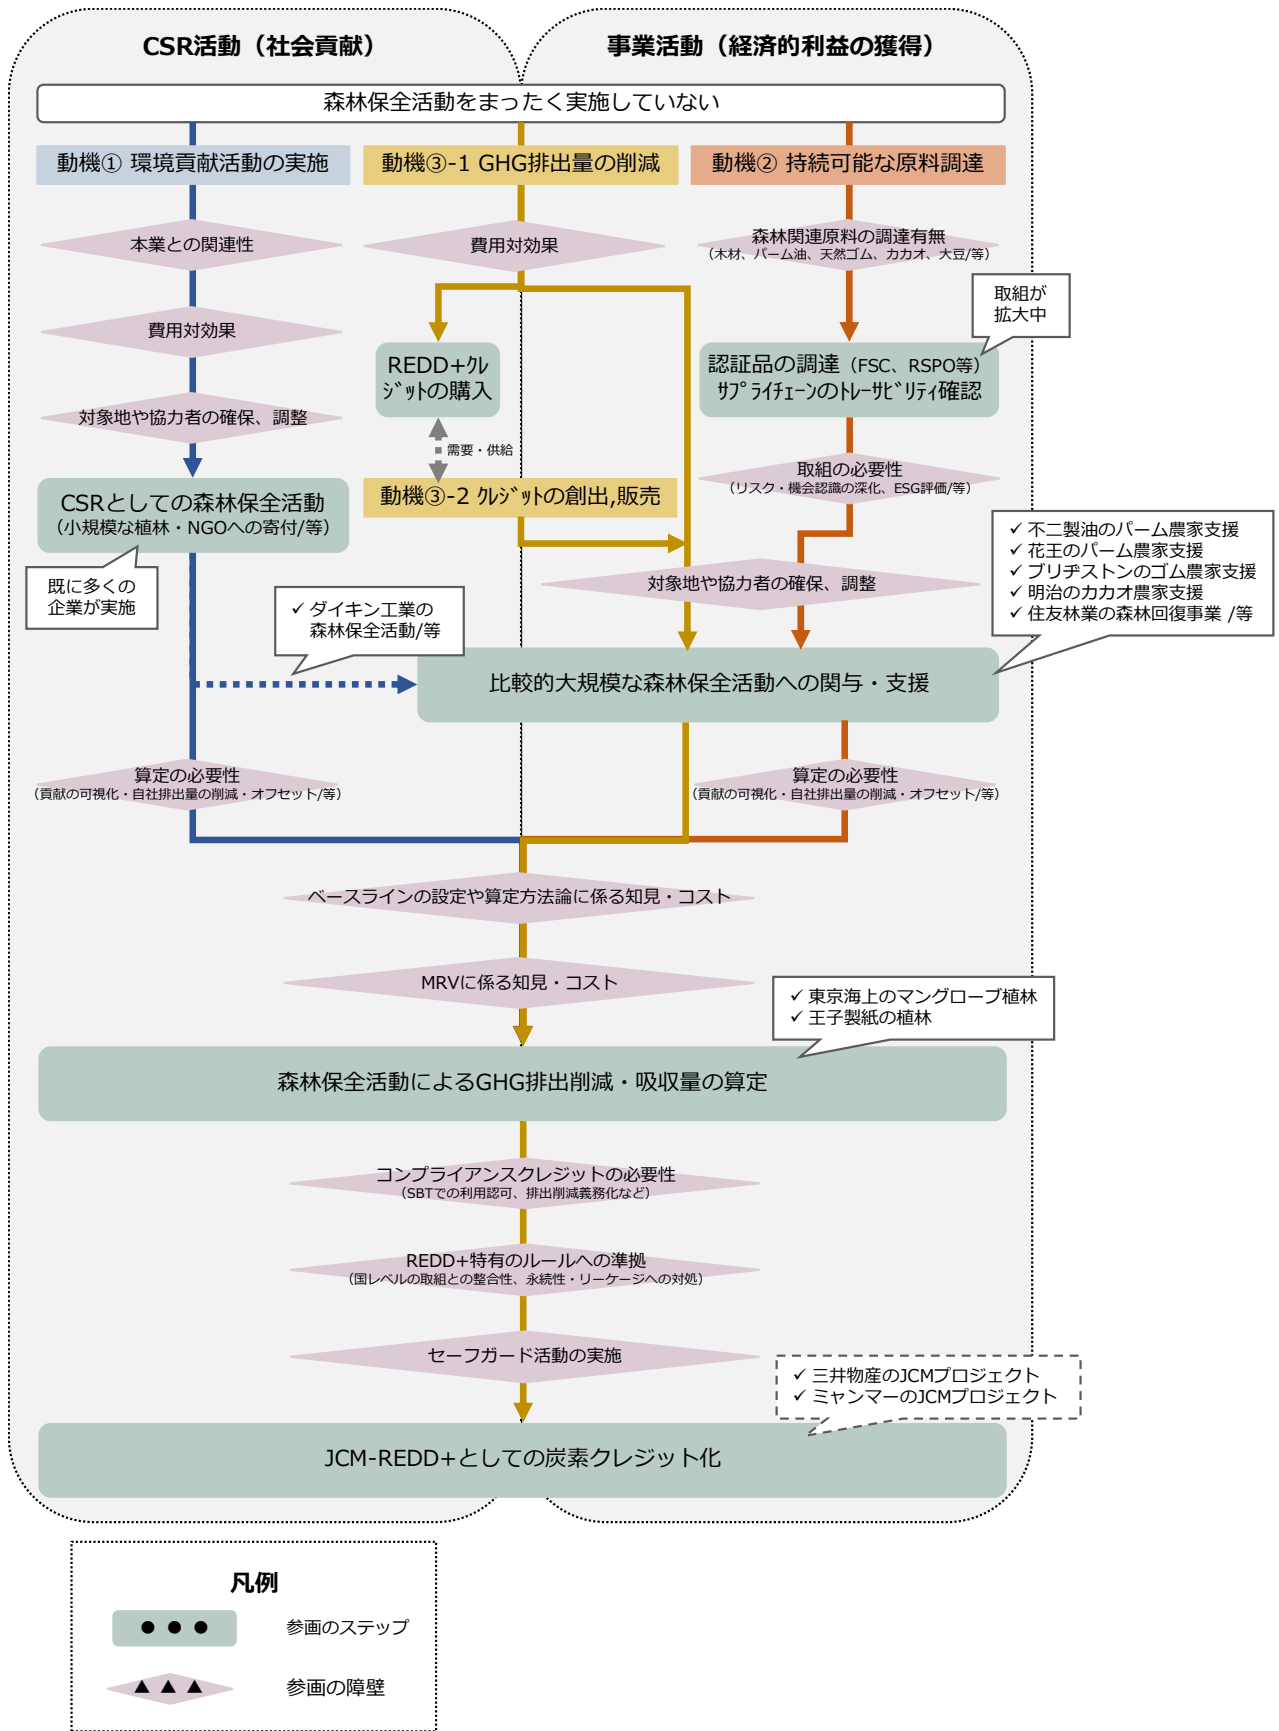 CSR活動（社会貢献）
事業活動（経済的利益の獲得）
森林保全活動をまったく実施していない
動機① 環境貢献活動の実施
動機③-1 GHG排出量の削減
動機② 持続可能な原料調達
本業との関連性
費用対効果
森林関連原料の調達有無
（木材、パーム油、天然ゴム、カカオ、大豆/等）
取組が
拡大中
費用対効果
REDD+ｸﾚ
ｼﾞｯﾄの購入
認証品の調達（FSC、RSPO等）
ｻﾌﾟﾗｲﾁｪｰﾝのﾄﾚｰｻﾋﾞﾘﾃｨ確認
対象地や協力者の確保、調整
需要・供給
取組の必要性
（リスク・機会認識の深化、ESG評価/等）
CSRとしての森林保全活動
（小規模な植林・NGOへの寄付/等）
動機③-2 ｸﾚｼﾞｯﾄの創出,販売
✓ 不二製油のパーム農家支援
✓ 花王のパーム農家支援
✓ ブリヂストンのゴム農家支援
✓ 明治のカカオ農家支援
✓ 住友林業の森林回復事業 /等
既に多くの
企業が実施
対象地や協力者の確保、調整
✓ ダイキン工業の
森林保全活動/等
比較的大規模な森林保全活動への関与・支援
算定の必要性
（貢献の可視化・自社排出量の削減・オフセット/等）
算定の必要性
（貢献の可視化・自社排出量の削減・オフセット/等）
ベースラインの設定や算定方法論に係る知見・コスト
MRVに係る知見・コスト
✓ 東京海上のマングローブ植林
✓ 王子製紙の植林
森林保全活動によるGHG排出削減・吸収量の算定
コンプライアンスクレジットの必要性
（SBTでの利用認可、排出削減義務化など）
REDD+特有のルールへの準拠
（国レベルの取組との整合性、永続性・リーケージへの対処）
セーフガード活動の実施
✓ 三井物産のJCMプロジェクト
✓ ミャンマーのJCMプロジェクト
JCM-REDD+としての炭素クレジット化
凡例
●●● 参画のステップ
▲▲▲ 参画の障壁